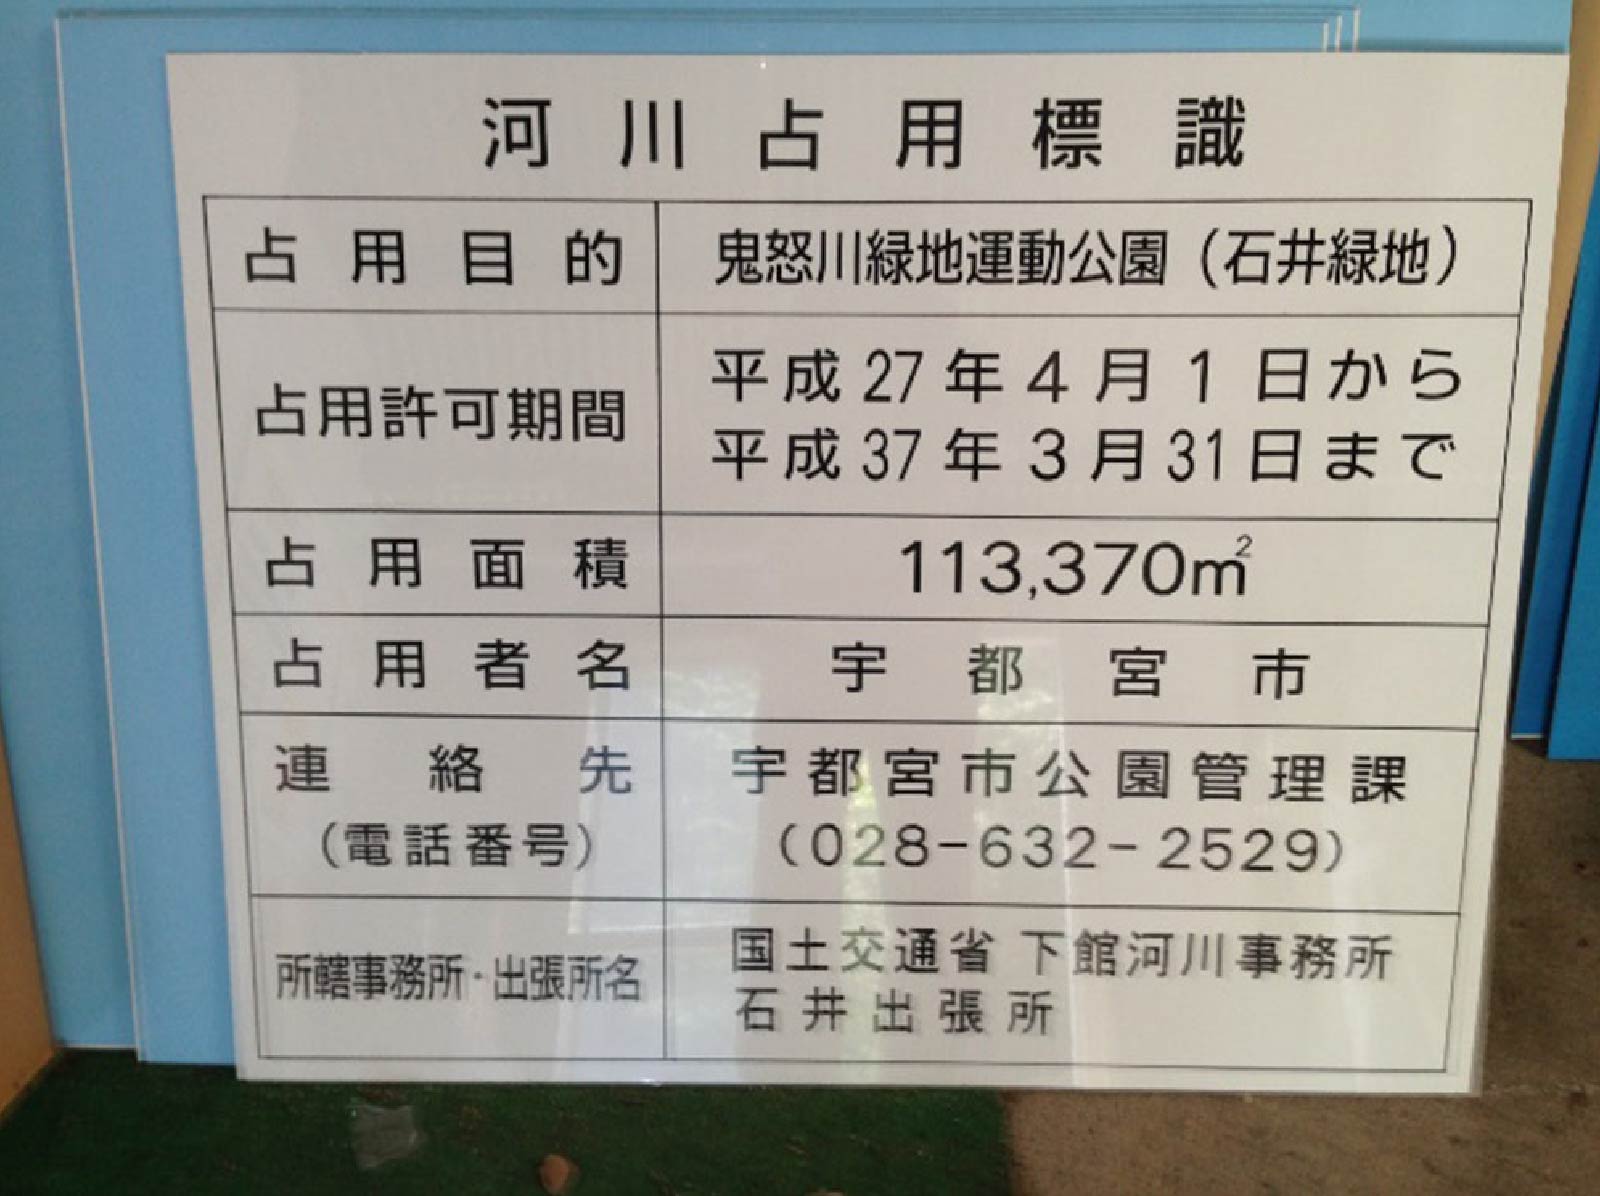 河川占用標識
占用目的 鬼怒川緑地運動公園（石井緑地）
占用許可期間 平成27年4月1日から
平成37年3月31日まで
占用面積 113,370㎡
占用者名 宇都宮市
連絡先 宇都宮市公園管理課
（電話番号） （028-632-2529）
所轄事務所・出張所名 国土交通省 下館河川事務所
石井出張所